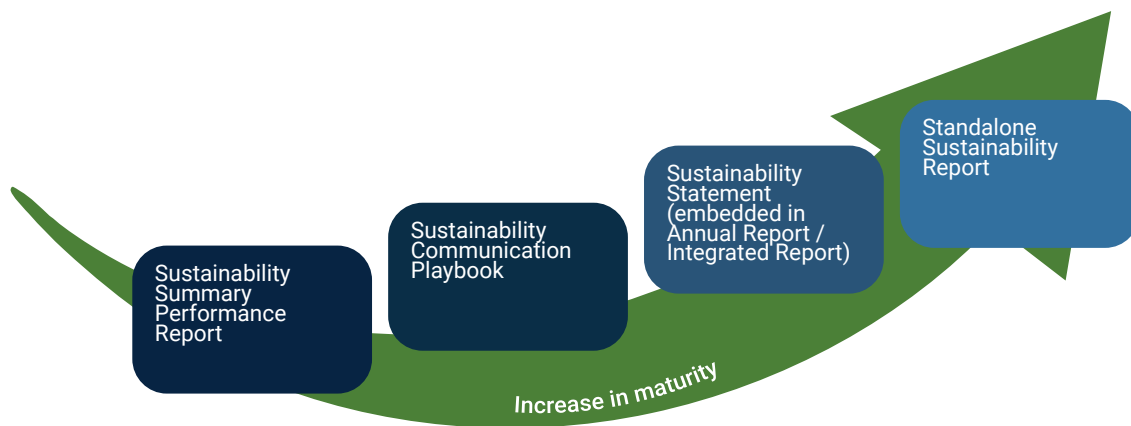 Sustainability
Summary
Performance
Report
Sustainability
Communication
Playbook
Sustainability
Statement
(embedded in
Annual Report /
Integrated Report)
Standalone
Sustainability
Report
Increase in maturity